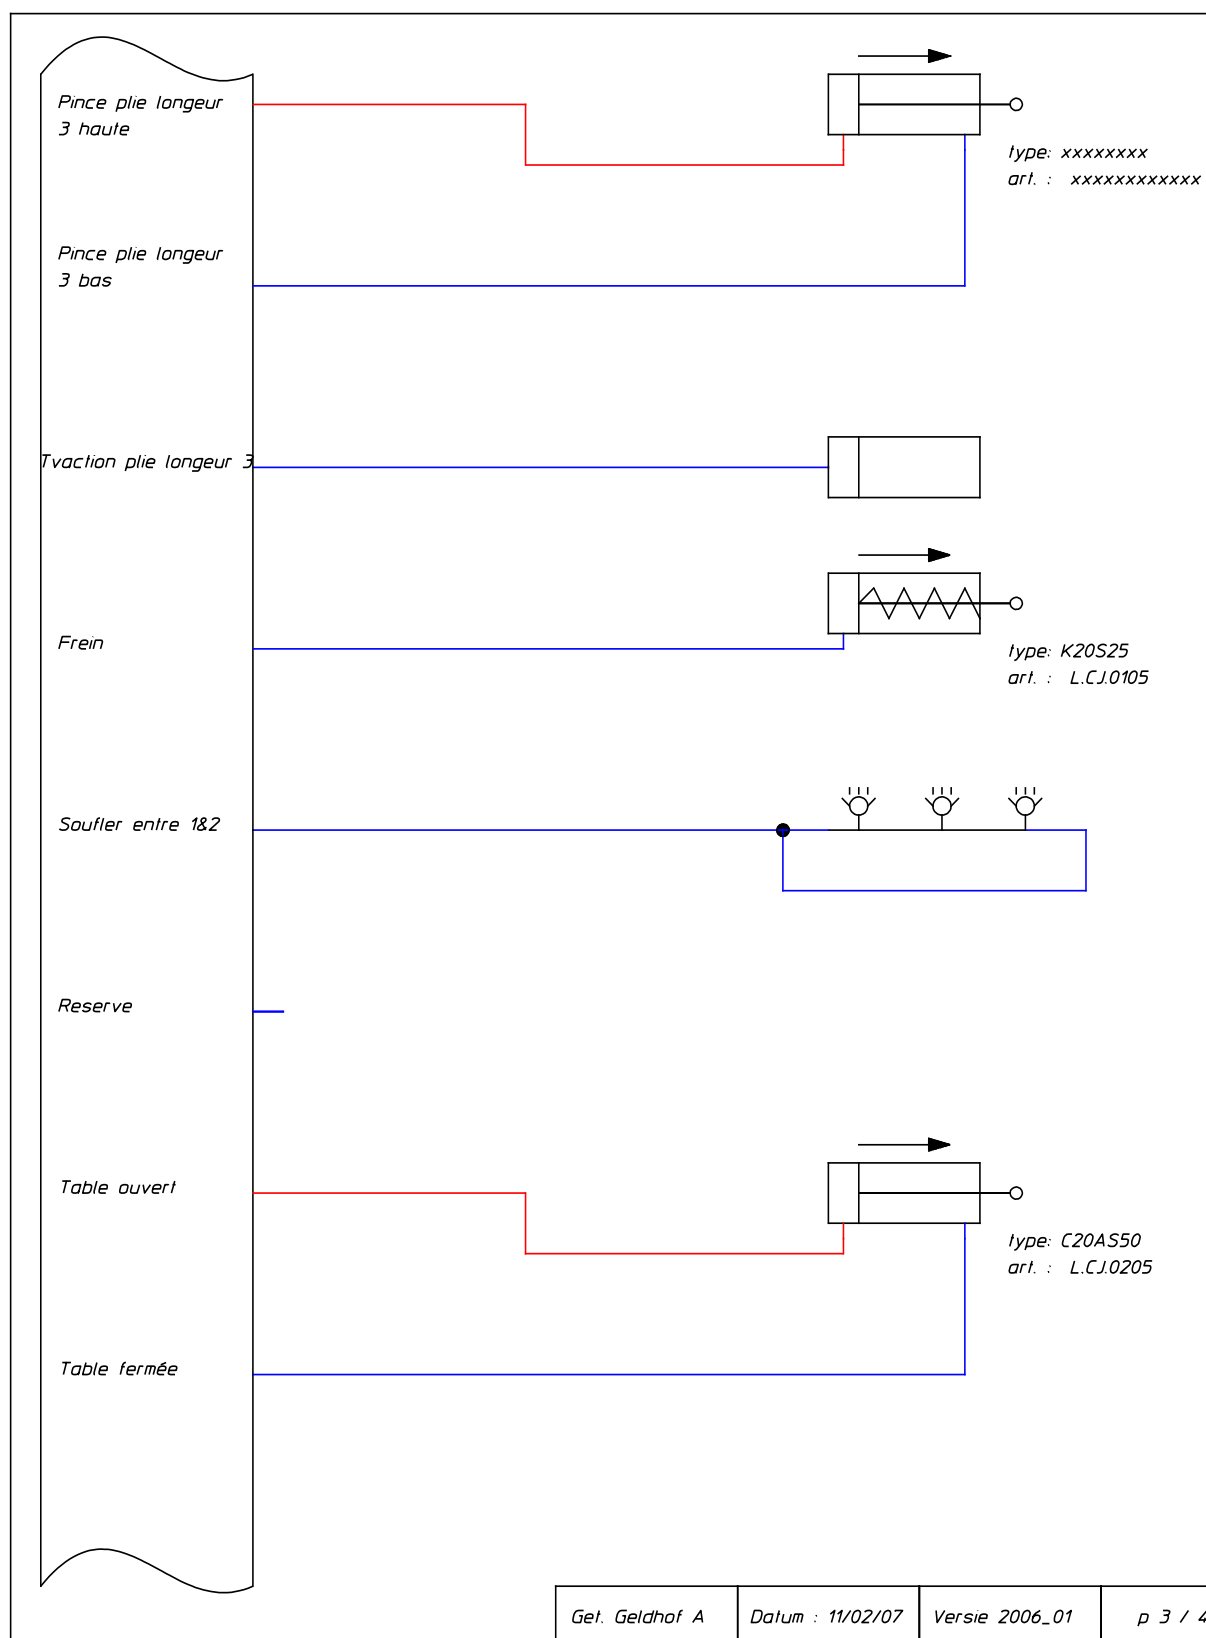 Pince plie longeur
3 haute
type: xxxxxxxx
art. : xxxxxxxxxxxx
Pince plie longeur
3 bas
Tvaction plie longeur 3
Frein
type: K20S25
art. : L.CJ.0105
Soufler entre 1&2
Reserve
Table ouvert
type: C20AS50
art. : L.CJ.0205
Table fermée
Get. Geldhof A
Datum : 11/02/07
Versie 2006_01
p 3 / 4